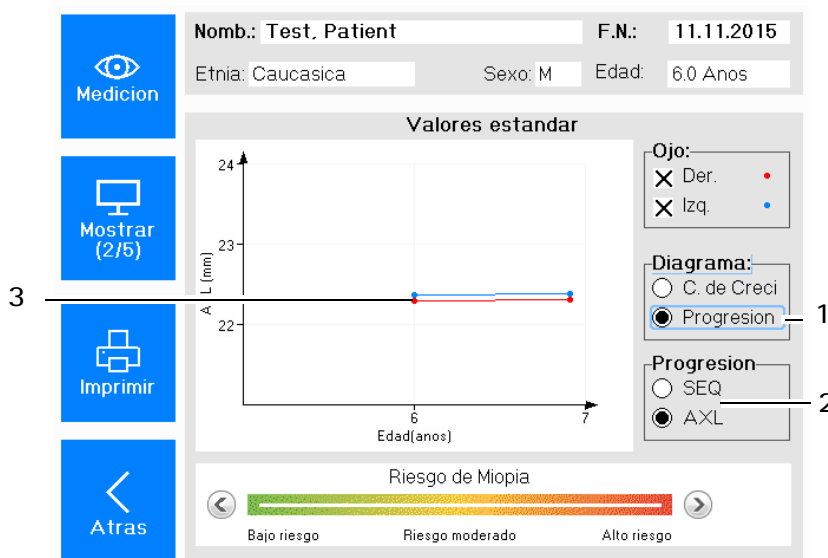 Medicion
Mostrar
(2/5)
Imprimir
Atras
Nomb.: Test, Patient F.N.: 11.11.2015
Etnia: Caucasica Sexo: M Edad: 6.0 Anos
Valores estandar
24
23
22
A L (mm)
6
7
Edad(anos)
Ojo:
Der.
Izq.
Diagrama:
C. de Creci
Progresion
Progresion
SEQ
AXL
1
2
3
Riesgo de Miopia
Bajo riesgo Riesgo moderado Alto riesgo